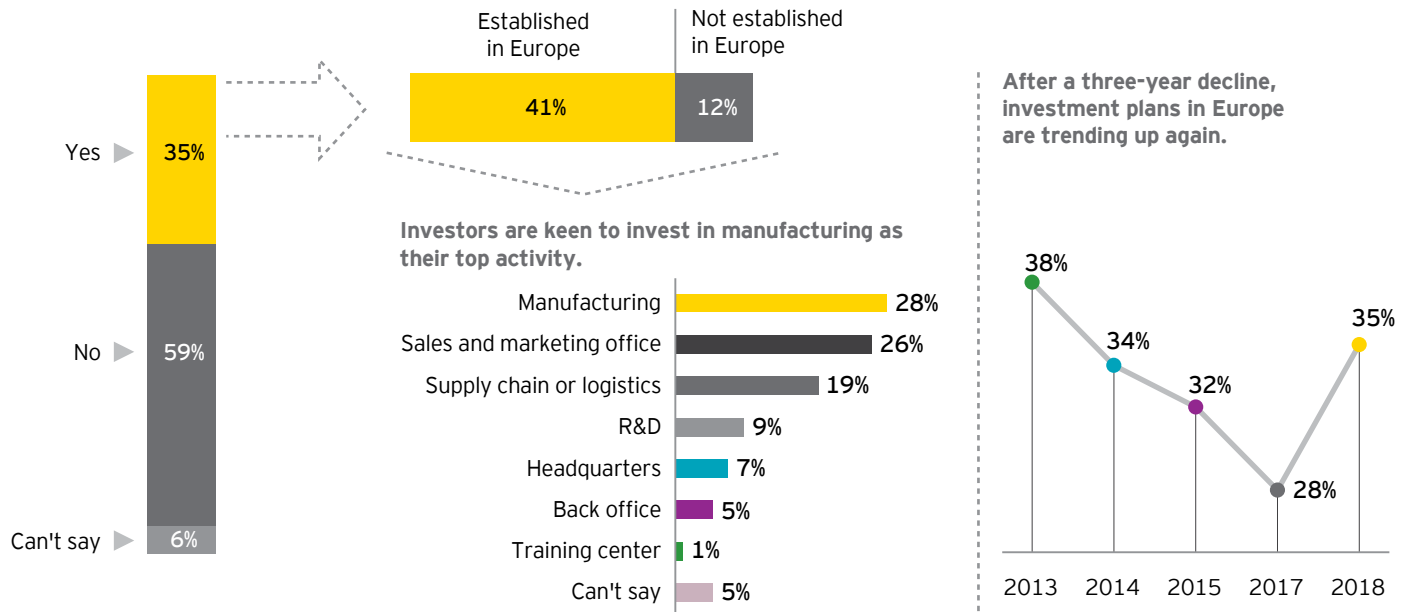 Yes
35%
No
59%
Can't say
6%
Established
in Europe
Not established
in Europe
41%
12%
Investors are keen to invest in manufacturing as
their top activity.
Manufacturing
28%
Sales and marketing office
26%
Supply chain or logistics
19%
R&D
9%
Headquarters
7%
Back office
5%
Training center
1%
Can't say
5%
After a three-year decline,
investment plans in Europe
are trending up again.
38%
34%
32%
28%
35%
2013
2014
2015
2017
2018